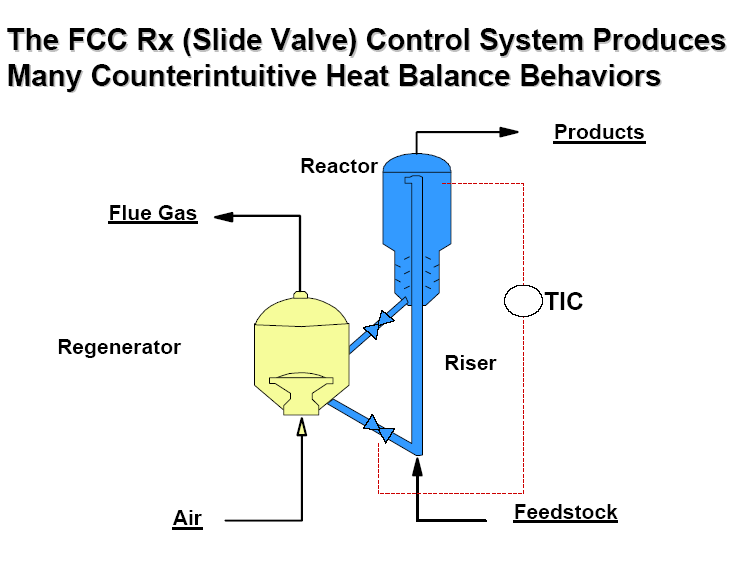 The FCC Rx (Slide Valve) Control System Produces
Many Counterintuitive Heat Balance Behaviors
Products
Reactor
Flue Gas
TIC
Regenerator
Riser
Air
Feedstock